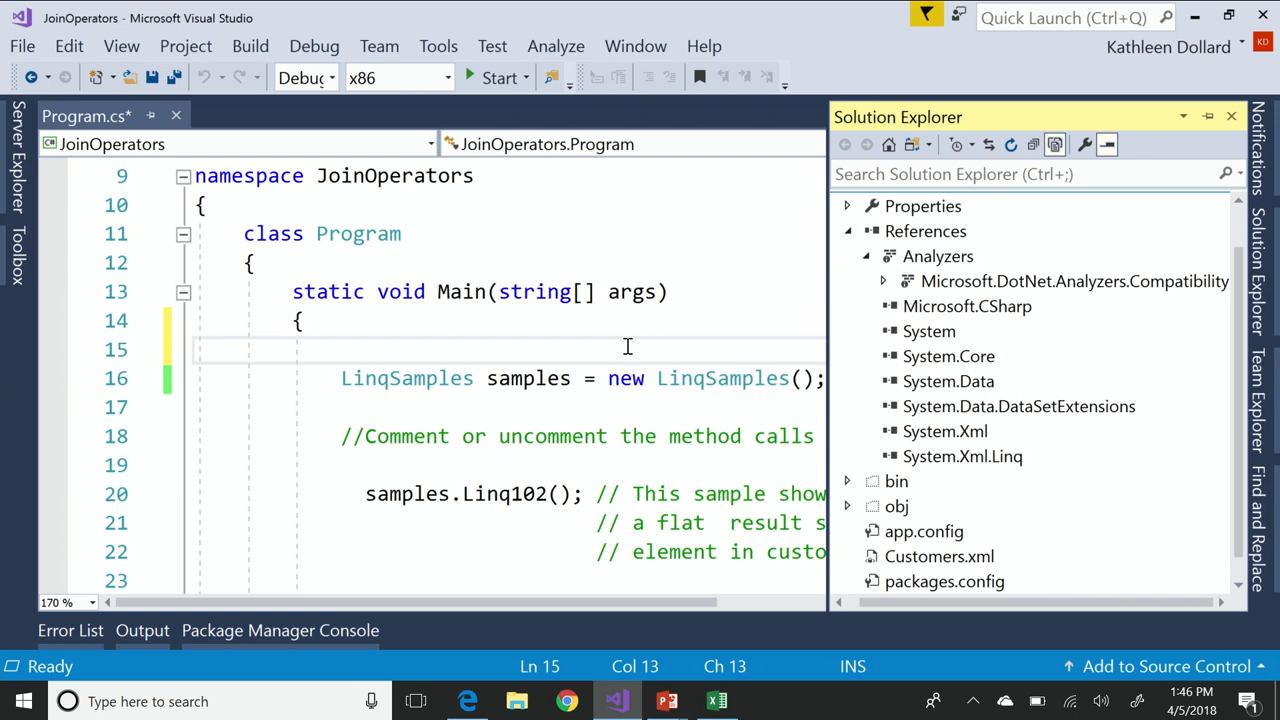 JoinOperators - Microsoft Visual Studio
Quick Launch (Ctrl+Q)
File Edit View Project Build Debug Team Tools Test Analyze Window Help
Kathleen Dollard KD
Debug x86 Start
Server Explorer
Toolbox
Program.cs*
JoinOperators
JoinOperators.Program
9 namespace JoinOperators
10 {
11 class Program
12 {
13 static void Main(string[] args)
14 {
15
16 LinqSamples samples = new LinqSamples();
17
18 //Comment or uncomment the method calls
19
20 samples.Linq102(); // This sample show
21 // a flat result s
22 // element in custo
23
170 %
Solution Explorer
Search Solution Explorer (Ctrl+;)
Properties
References
Analyzers
Microsoft.DotNet.Analyzers.Compatibility
Microsoft.CSharp
System
System.Core
System.Data
System.Data.DataSetExtensions
System.Xml
System.Xml.Linq
bin
obj
app.config
Customers.xml
packages.config
Notifications
Solution Explorer
Team Explorer
Find and Replace
Error List Output Package Manager Console
Ready Ln 15 Col 13 Ch 13 INS Add to Source Control
Type here to search
1:46 PM
4/5/2018
1